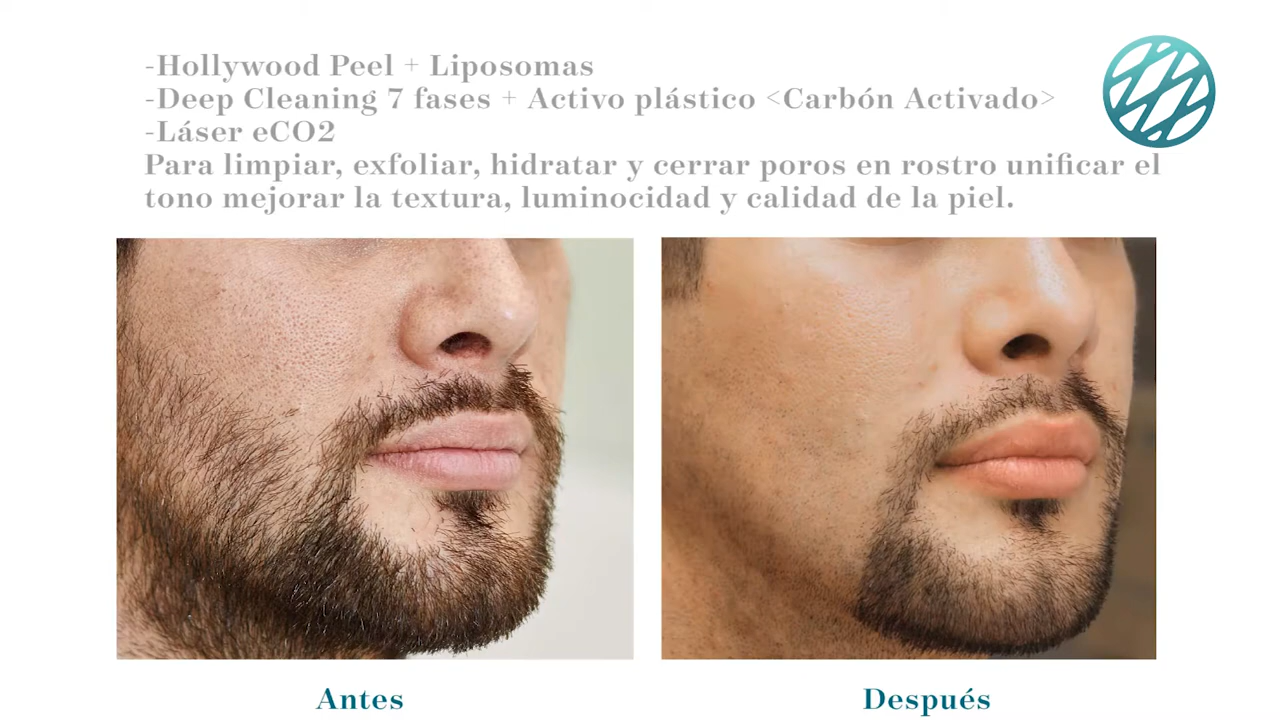 -Hollywood Peel + Liposomas
-Deep Cleaning 7 fases + Activo plástico <Carbón Activado>
-Láser eCO2
Para limpiar, exfoliar, hidratar y cerrar poros en rostro unificar el
tono mejorar la textura, luminocidad y calidad de la piel.
Antes
Después